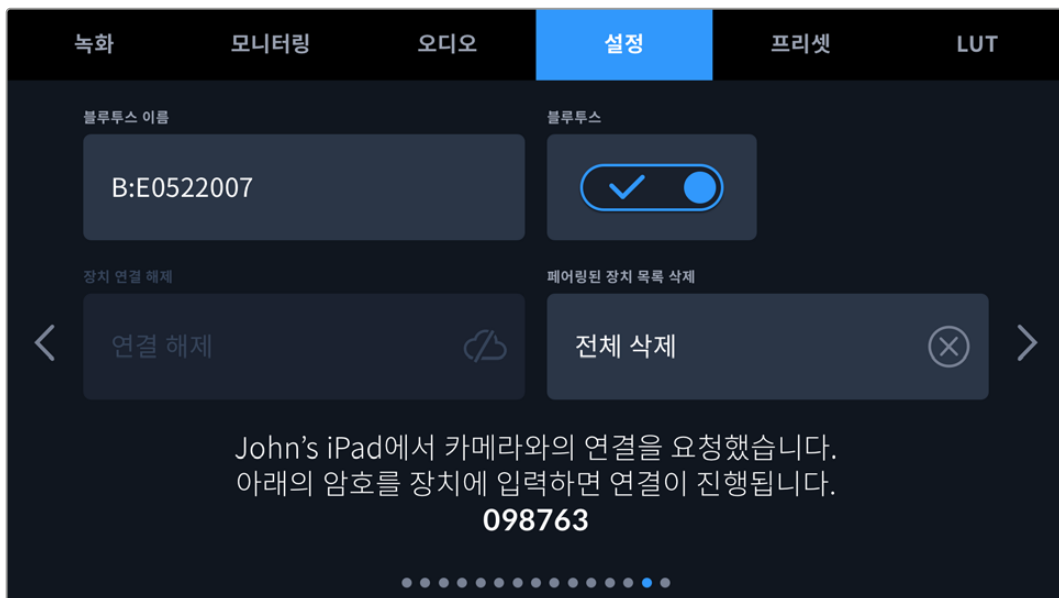 녹화 모니터링 오디오 설정 프리셋 LUT
블루투스 이름 블루투스
B:E0522007
장치 연결 해제 페어링된 장치 목록 삭제
연결 해제 전체 삭제
John’s iPad에서 카메라와의 연결을 요청했습니다.
아래의 암호를 장치에 입력하면 연결이 진행됩니다.
098763